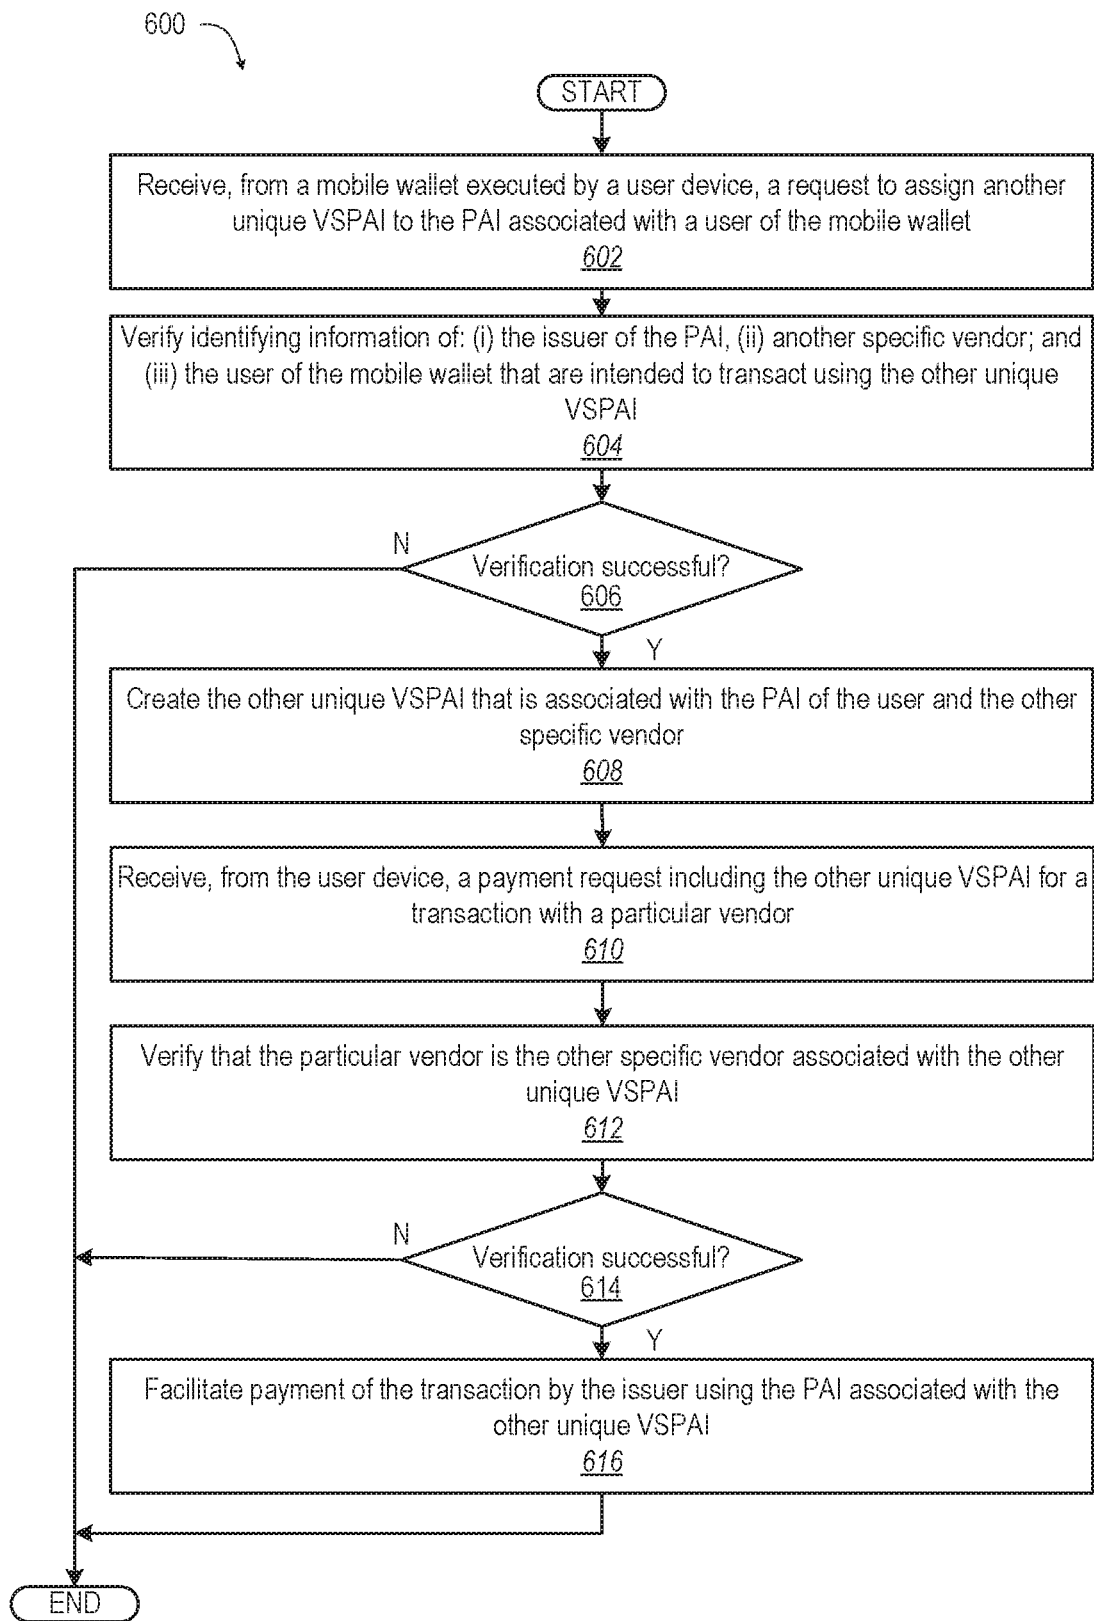 600
START
Receive, from a mobile wallet executed by a user device, a request to assign another
unique VSPAI to the PAI associated with a user of the mobile wallet
602
Verify identifying information of: (i) the issuer of the PAI, (ii) another specific vendor; and
(iii) the user of the mobile wallet that are intended to transact using the other unique
VSPAI
604
N
Verification successful?
606
Y
Create the other unique VSPAI that is associated with the PAI of the user and the other
specific vendor
608
Receive, from the user device, a payment request including the other unique VSPAI for a
transaction with a particular vendor
610
Verify that the particular vendor is the other specific vendor associated with the other
unique VSPAI
612
N
Verification successful?
614
Y
Facilitate payment of the transaction by the issuer using the PAI associated with the
other unique VSPAI
616
END